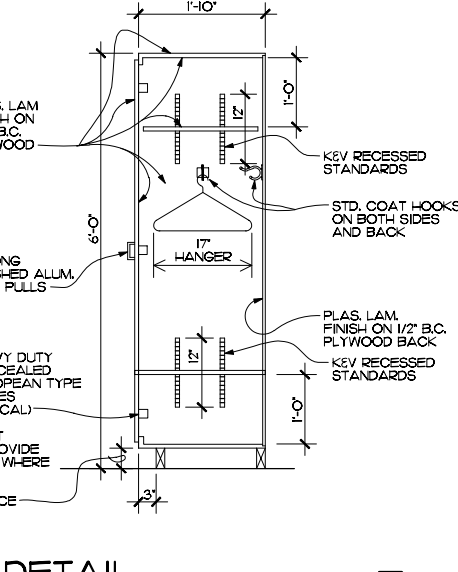 1'-10"
S. LAM
H ON
B.C.
WOOD
12"
1'-0"
K&V RECESSED
STANDARDS
STD. COAT HOOKS
ON BOTH SIDES
AND BACK
6'-0"
17"
HANGER
ONG
SHED ALUM.
PULLS
PLAS. LAM.
FINISH ON 1/2" B.C.
PLYWOOD BACK
K&V RECESSED
STANDARDS
12"
VY DUTY
CEALED
OPEAN TYPE
ES
CAL)
1'-0"
T
OVIDE
WHERE
CE
3"
DETAIL